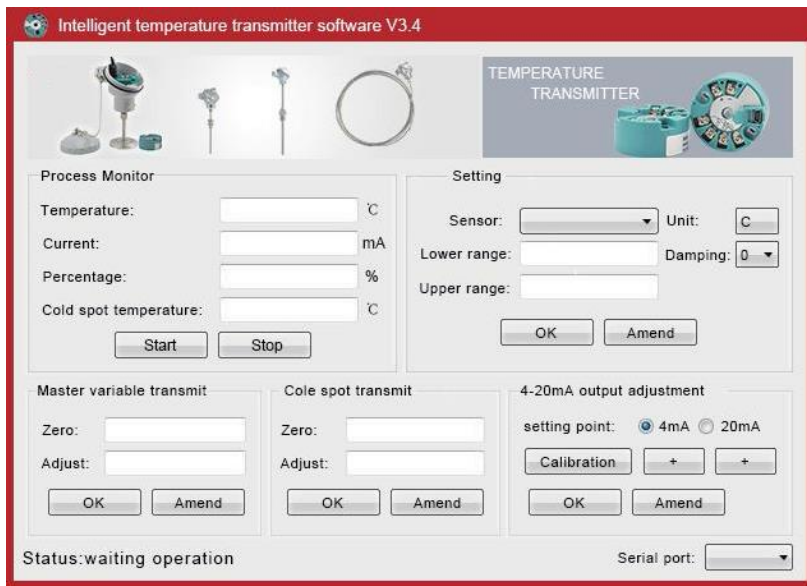 Intelligent temperature transmitter software V3.4
TEMPERATURE
TRANSMITTER
Process Monitor
Temperature: ℃
Current: mA
Percentage: %
Cold spot temperature: ℃
Start Stop
Setting
Sensor: Unit: C
Lower range: Damping: 0
Upper range:
OK Amend
Master variable transmit
Zero:
Adjust:
OK Amend
Cole spot transmit
Zero:
Adjust:
OK Amend
4-20mA output adjustment
setting point: 4mA 20mA
Calibration + +
OK Amend
Status:waiting operation
Serial port: